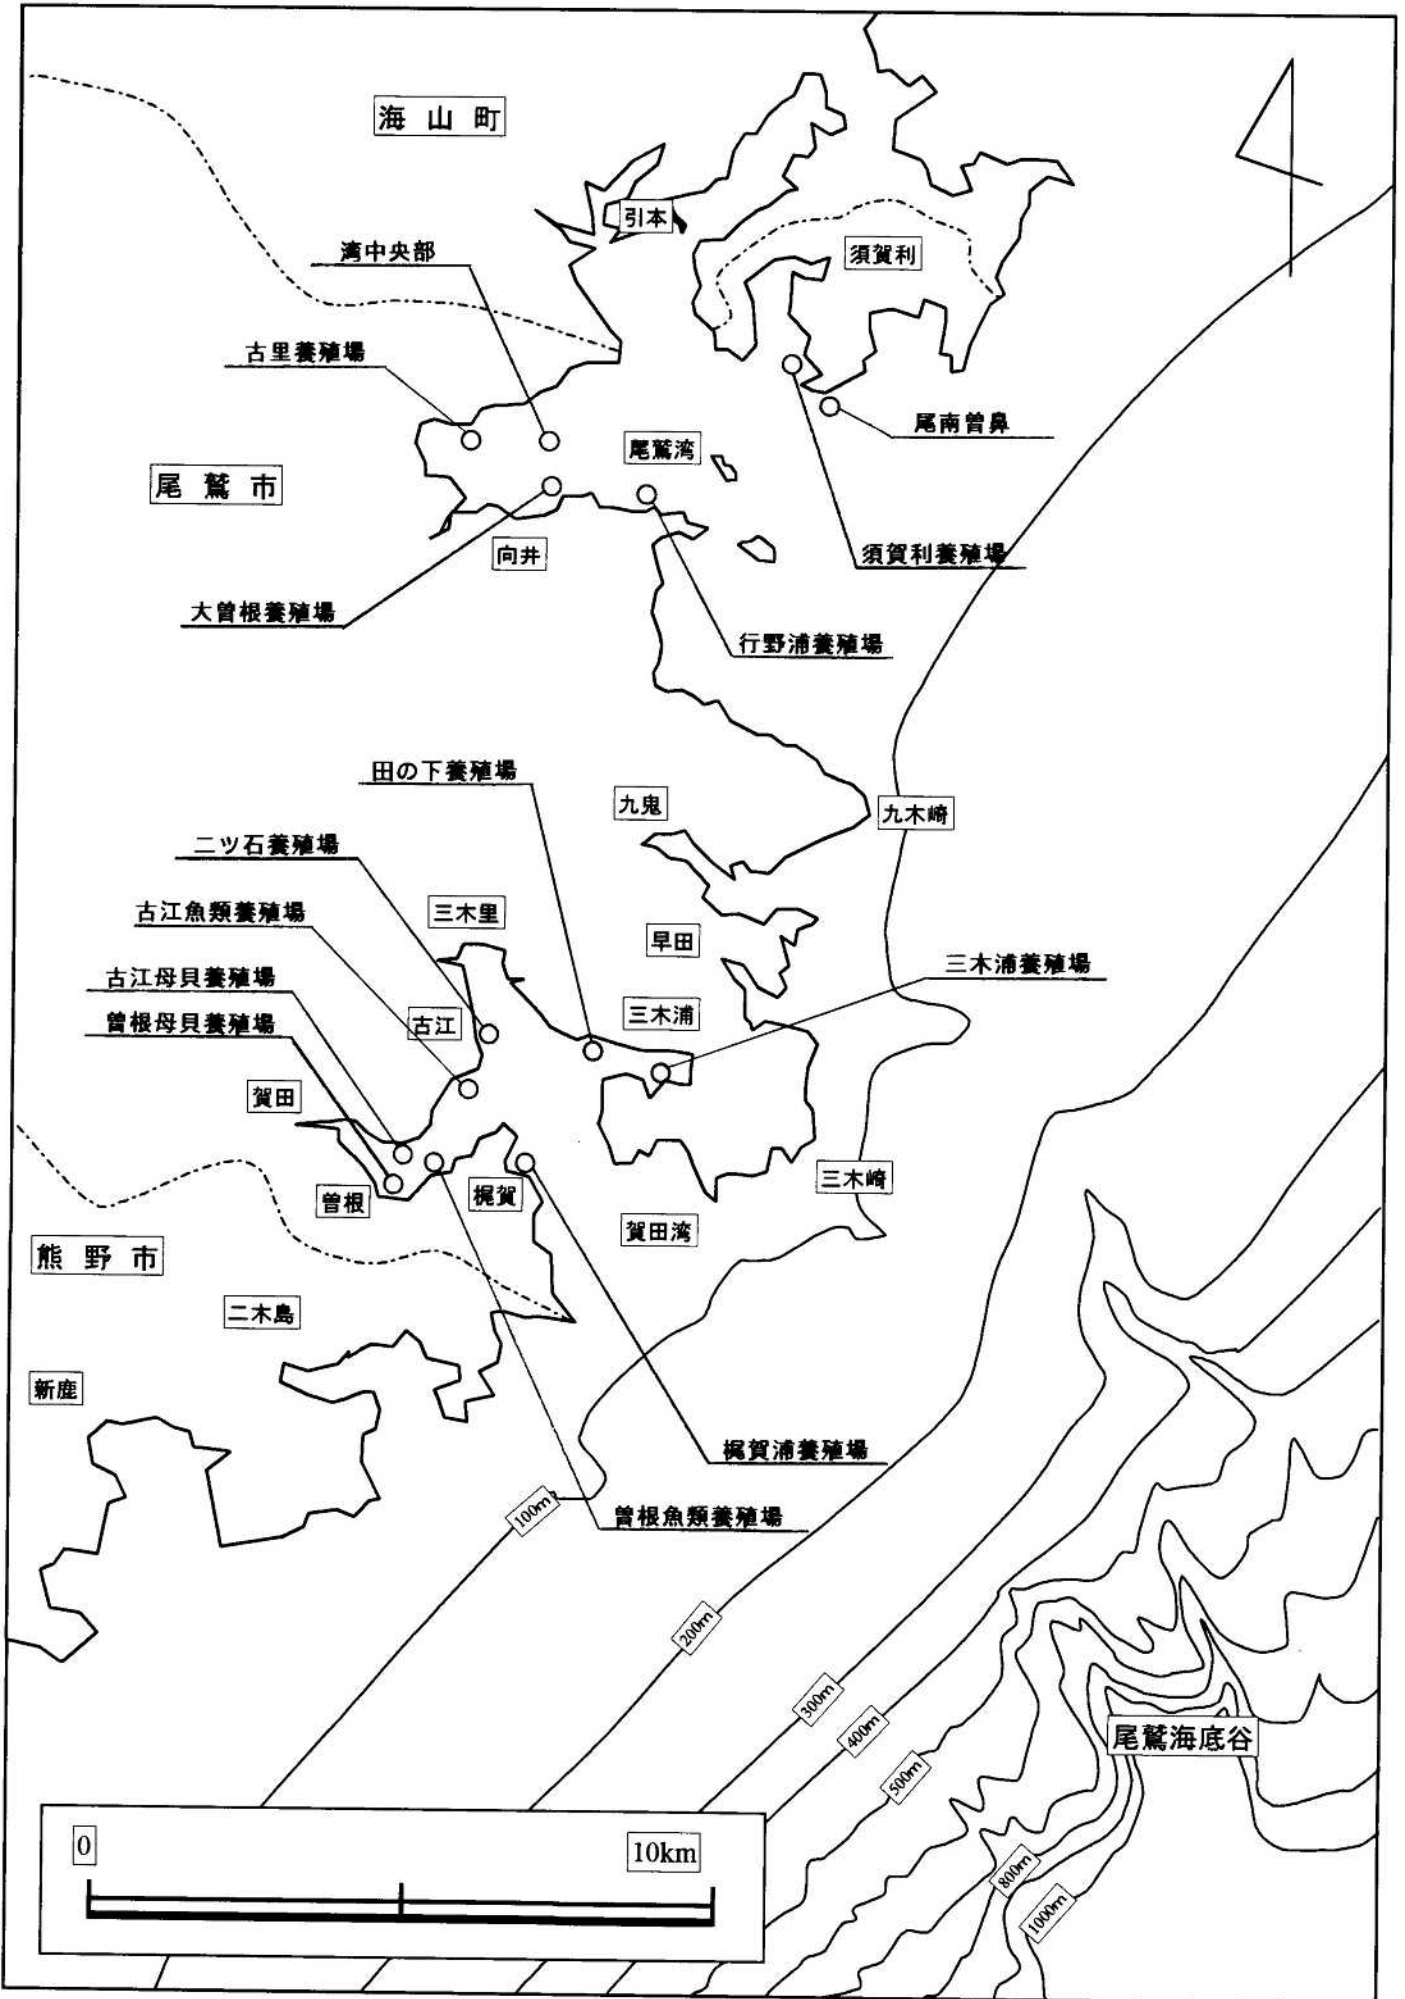 海山町
引本
須賀利
湾中央部
古里養殖場
尾南曽鼻
尾鷲湾
尾鷲市
向井
須賀利養殖場
大曽根養殖場
行野浦養殖場
田の下養殖場
九鬼
九木崎
二ツ石養殖場
三木里
古江魚類養殖場
早田
三木浦養殖場
古江母貝養殖場
三木浦
古江
曽根母貝養殖場
賀田
三木崎
曽根
梶賀
賀田湾
熊野市
二木島
新鹿
梶賀浦養殖場
曽根魚類養殖場
100m
200m
300m
400m
尾鷲海底谷
500m
0
10km
800m
1000m